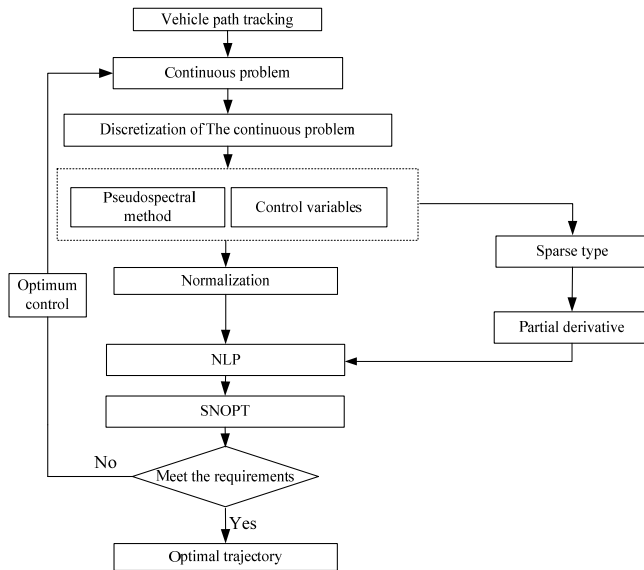 Vehicle path tracking
Continuous problem
Discretization of The continuous problem
Pseudospectral
method
Control variables
Sparse type
Optimum
control
Normalization
Partial derivative
NLP
SNOPT
No
Meet the requirements
Yes
Optimal trajectory